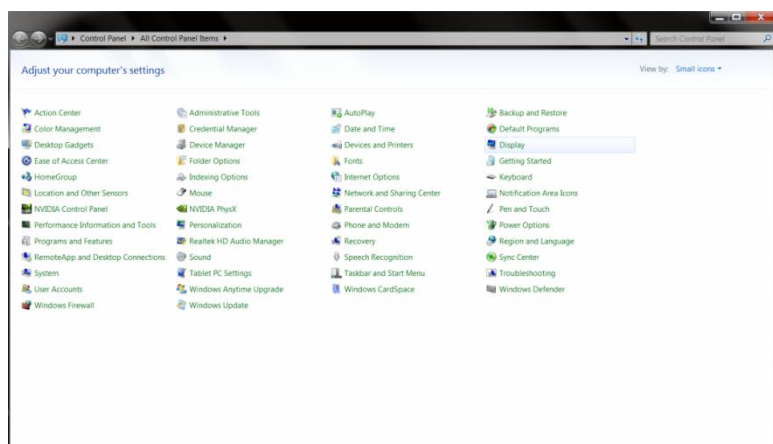 Control Panel All Control Panel Items
Search Control Panel
Adjust your computer's settings
View by: Small icons
Action Center Administrative Tools AutoPlay Backup and Restore
Color Management Credential Manager Date and Time Default Programs
Desktop Gadgets Device Manager Devices and Printers Display
Ease of Access Center Folder Options Fonts Getting Started
HomeGroup Indexing Options Internet Options Keyboard
Location and Other Sensors Mouse Network and Sharing Center Notification Area Icons
NVIDIA Control Panel NVIDIA PhysX Parental Controls Pen and Touch
Performance Information and Tools Personalization Phone and Modem Power Options
Programs and Features Realtek HD Audio Manager Recovery Region and Language
RemoteApp and Desktop Connections Sound Speech Recognition Sync Center
System Tablet PC Settings Taskbar and Start Menu Troubleshooting
User Accounts Windows Anytime Upgrade Windows CardSpace Windows Defender
Windows Firewall Windows Update